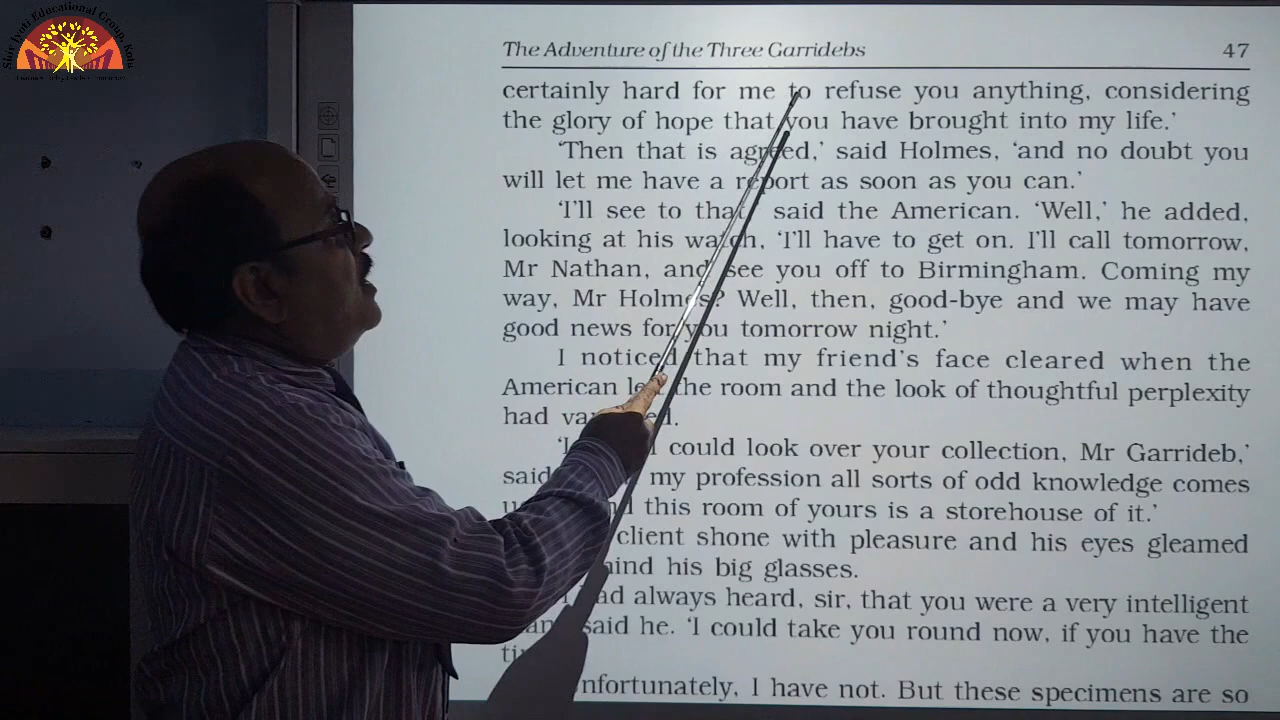 Shiv Jyoti Educational Group, Kota
The Adventure of the Three Garridebs 47
certainly hard for me to refuse you anything, considering
the glory of hope that you have brought into my life.’
‘Then that is agreed,’ said Holmes, ‘and no doubt you
will let me have a report as soon as you can.’
‘I’ll see to that said the American. ‘Well,’ he added,
looking at his watch, ‘I’ll have to get on. I’ll call tomorrow,
Mr Nathan, and see you off to Birmingham. Coming my
way, Mr Holmes? Well, then, good-bye and we may have
good news for you tomorrow night.’
I noticed that my friend’s face cleared when the
American left the room and the look of thoughtful perplexity
had
could look over your collection, Mr Garrideb,’
said my profession all sorts of odd knowledge comes
this room of yours is a storehouse of it.’
client shone with pleasure and his eyes gleamed
his big glasses.
had always heard, sir, that you were a very intelligent
said he. ‘I could take you round now, if you have the
nfortunately, I have not. But these specimens are so